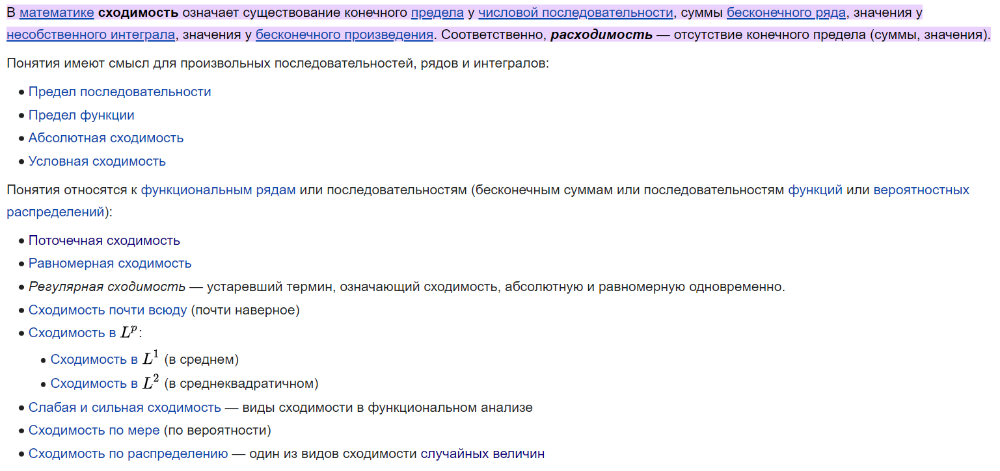 В математике сходимость означает существование конечного предела у числовой последовательности, суммы бесконечного ряда, значения у
несобственного интеграла, значения у бесконечного произведения. Соответственно, расходимость — отсутствие конечного предела (суммы, значения).
Понятия имеют смысл для произвольных последовательностей, рядов и интегралов:
• Предел последовательности
• Предел функции
• Абсолютная сходимость
• Условная сходимость
Понятия относятся к функциональным рядам или последовательностям (бесконечным суммам или последовательностям функций или вероятностных
распределений):
• Поточечная сходимость
• Равномерная сходимость
• Регулярная сходимость — устаревший термин, означающий сходимость, абсолютную и равномерную одновременно.
• Сходимость почти всюду (почти наверное)
• Сходимость в $L^p$:
• Сходимость в $L^1$ (в среднем)
• Сходимость в $L^2$ (в среднеквадратичном)
• Слабая и сильная сходимость — виды сходимости в функциональном анализе
• Сходимость по мере (по вероятности)
• Сходимость по распределению — один из видов сходимости случайных величин